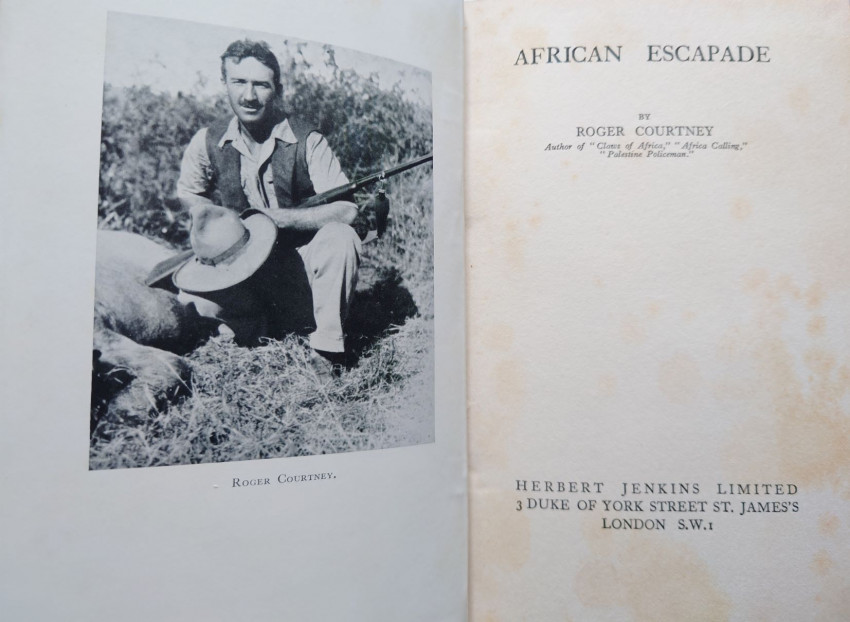 ROGER COURTNEY.
AFRICAN ESCAPADE
BY
ROGER COURTNEY
Author of "Claws of Africa," "Africa Calling,"
"Palestine Policeman."
HERBERT JENKINS LIMITED
3 DUKE OF YORK STREET ST. JAMES'S
LONDON S.W.1